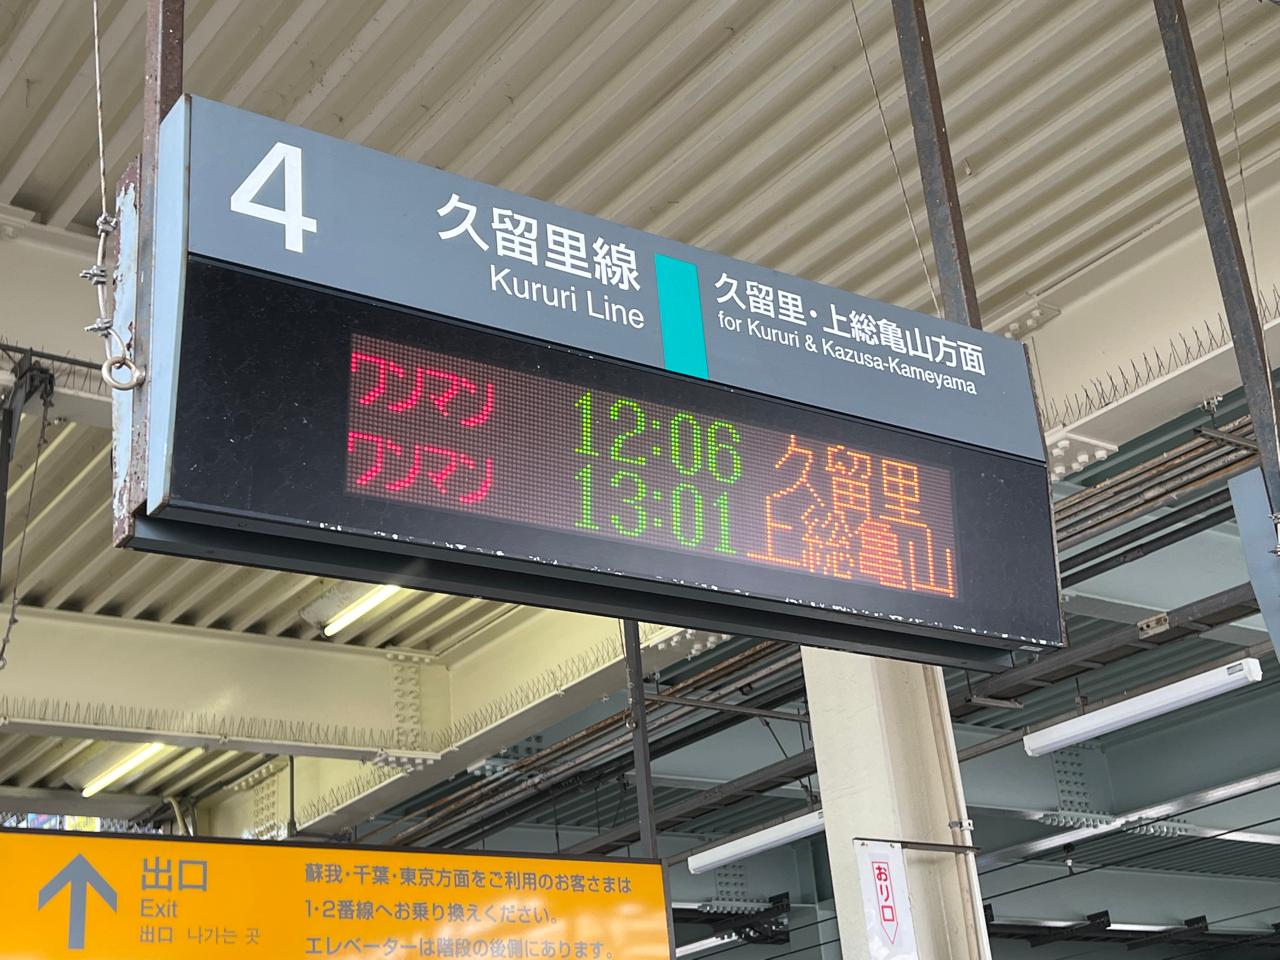 4
久留里線
Kururi Line
久留里・上総亀山方面
for Kururi & Kazusa-Kameyama
ワンマン 12:06 久留里
ワンマン 13:01 上総亀山
出口
Exit
出口 나가는 곳
蘇我・千葉・東京方面をご利用のお客さまは
1・2番線へお乗り換えください。
エレベーターは階段の後側にあります。
おり口